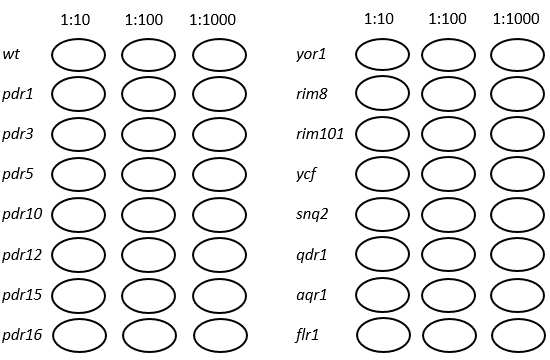 1:10 1:100 1:1000
wt
pdr1
pdr3
pdr5
pdr10
pdr12
pdr15
pdr16
1:10 1:100 1:1000
yor1
rim8
rim101
ycf
snq2
qdr1
aqr1
flr1